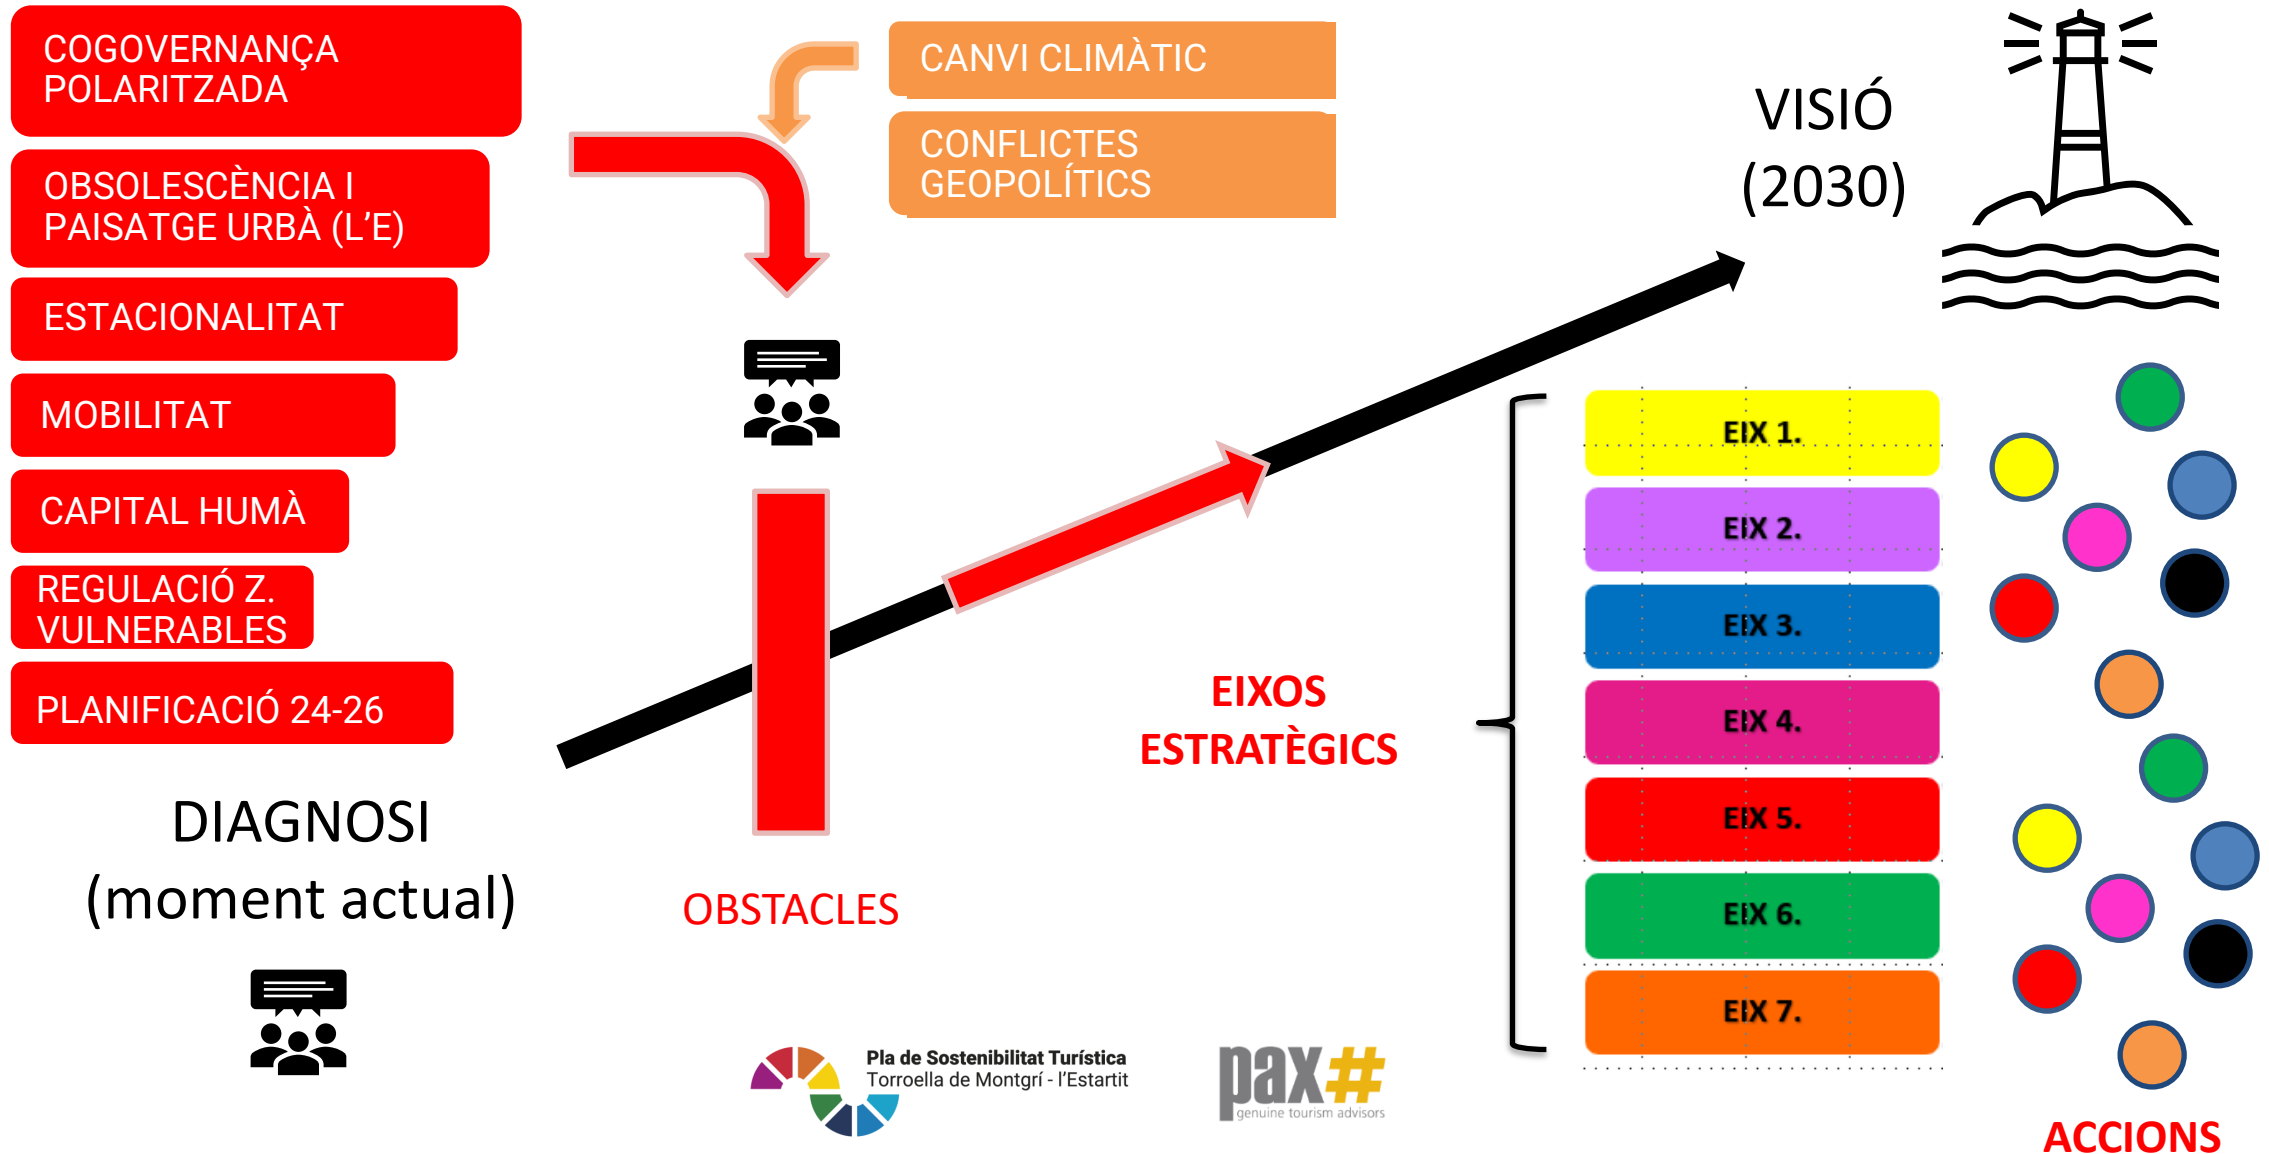 COGOVERNANÇA
POLARITZADA
OBSOLESCÈNCIA I
PAISATGE URBÀ (L’E)
ESTACIONALITAT
MOBILITAT
CAPITAL HUMÀ
REGULACIÓ Z.
VULNERABLES
PLANIFICACIÓ 24-26
CANVI CLIMÀTIC
CONFLICTES
GEOPOLÍTICS
VISIÓ
(2030)
DIAGNOSI
(moment actual)
OBSTACLES
EIXOS
ESTRATÈGICS
EIX 1.
EIX 2.
EIX 3.
EIX 4.
EIX 5.
EIX 6.
EIX 7.
ACCIONS
Pla de Sostenibilitat Turística
Torroella de Montgrí - l’Estartit
pax#
genuine tourism advisors